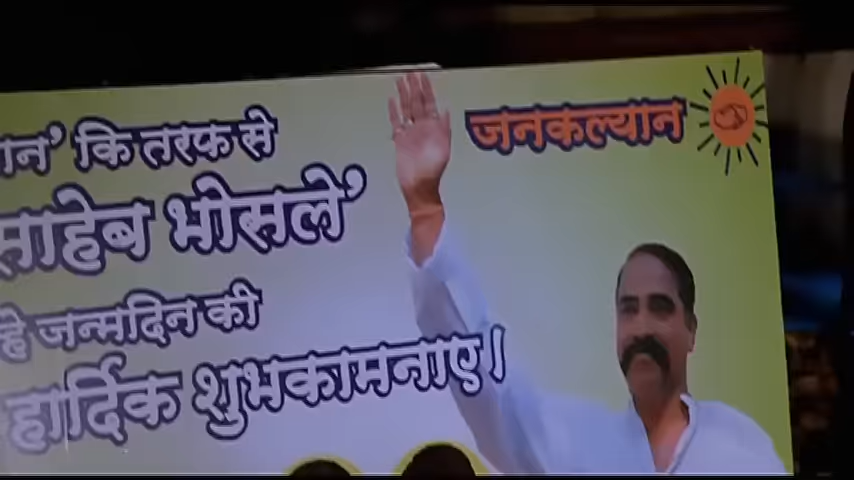 जनकल्यान
ान’ कि तरफ से
साहेब भोसले’
हे जन्मदिन की
हार्दिक शुभकामनाए।